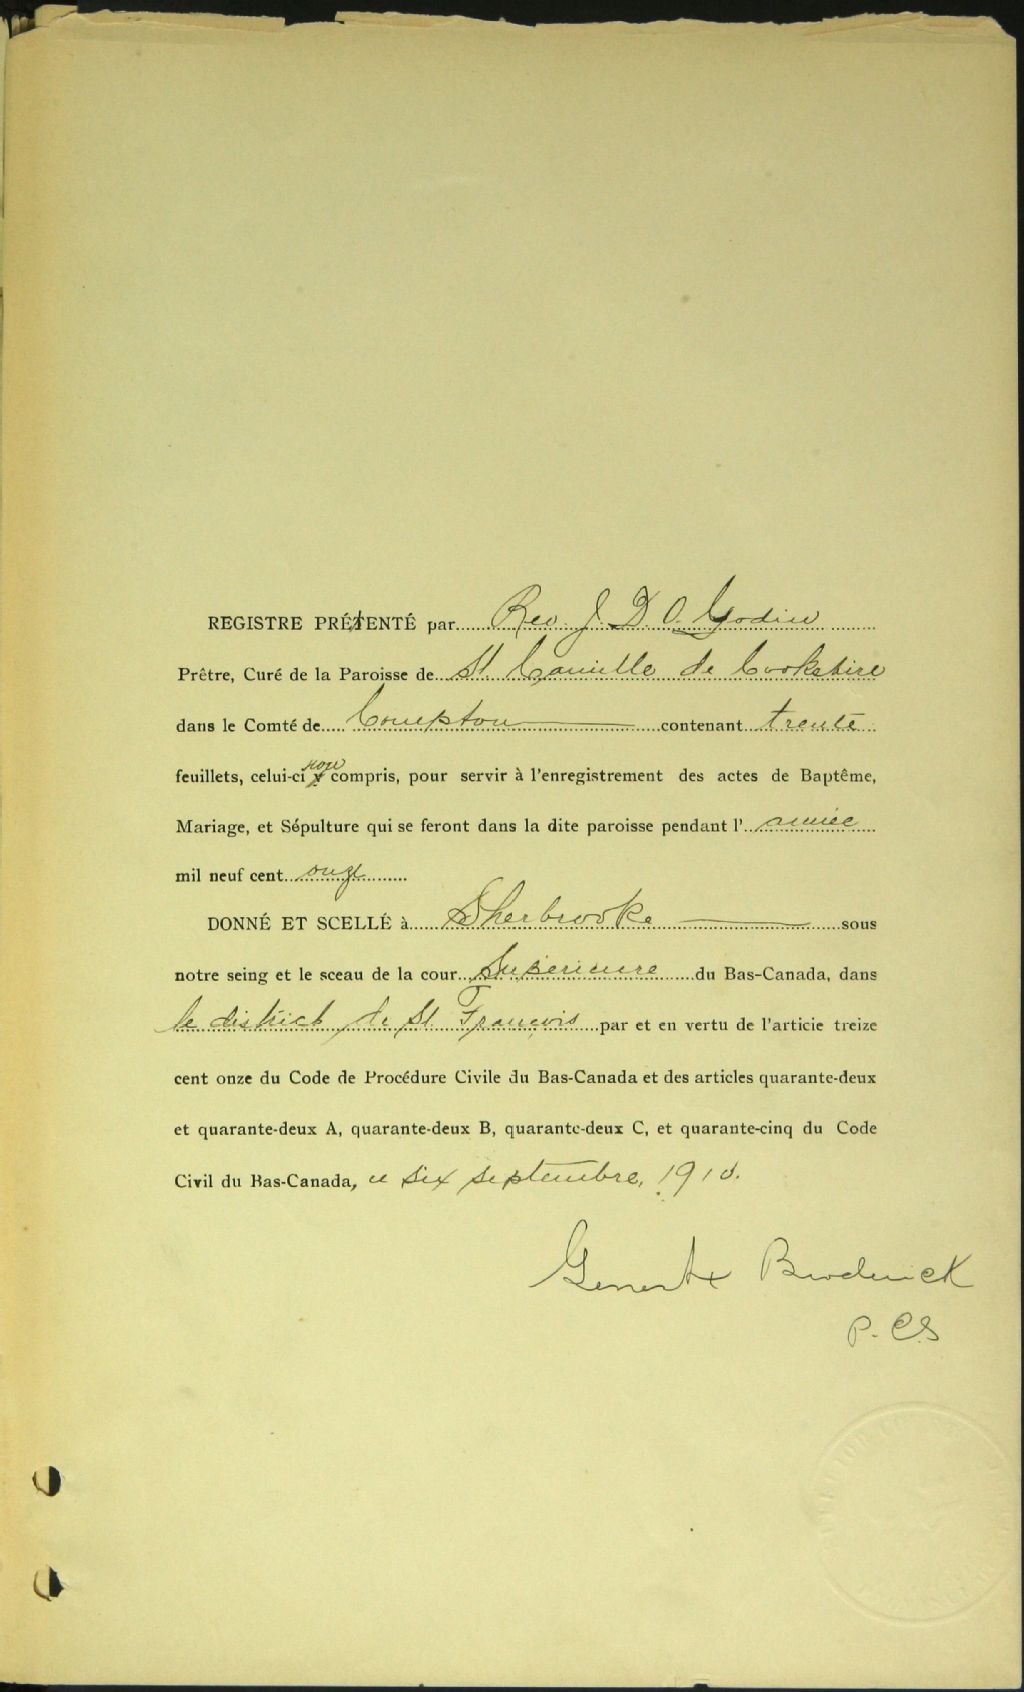 REGISTRE PRÉSENTÉ par Rev. J. D. O. Godin
Prêtre, Curé de la Paroisse de St. Camille de Cookshire
dans le Comté de Compton contenant trente
feuillets, celui-ci non compris, pour servir à l'enregistrement des actes de Baptême,
Mariage, et Sépulture qui se feront dans la dite paroisse pendant l'année
mil neuf cent onze
DONNÉ ET SCELLÉ à Sherbrooke sous
notre seing et le sceau de la cour Supérieure du Bas-Canada, dans
le district de St. François par et en vertu de l'articie treize
cent onze du Code de Procédure Civile du Bas-Canada et des articles quarante-deux
et quarante-deux A, quarante-deux B, quarante-deux C, et quarante-cinq du Code
Civil du Bas-Canada, ce six septembre, 1910.
Broderick
P. C S